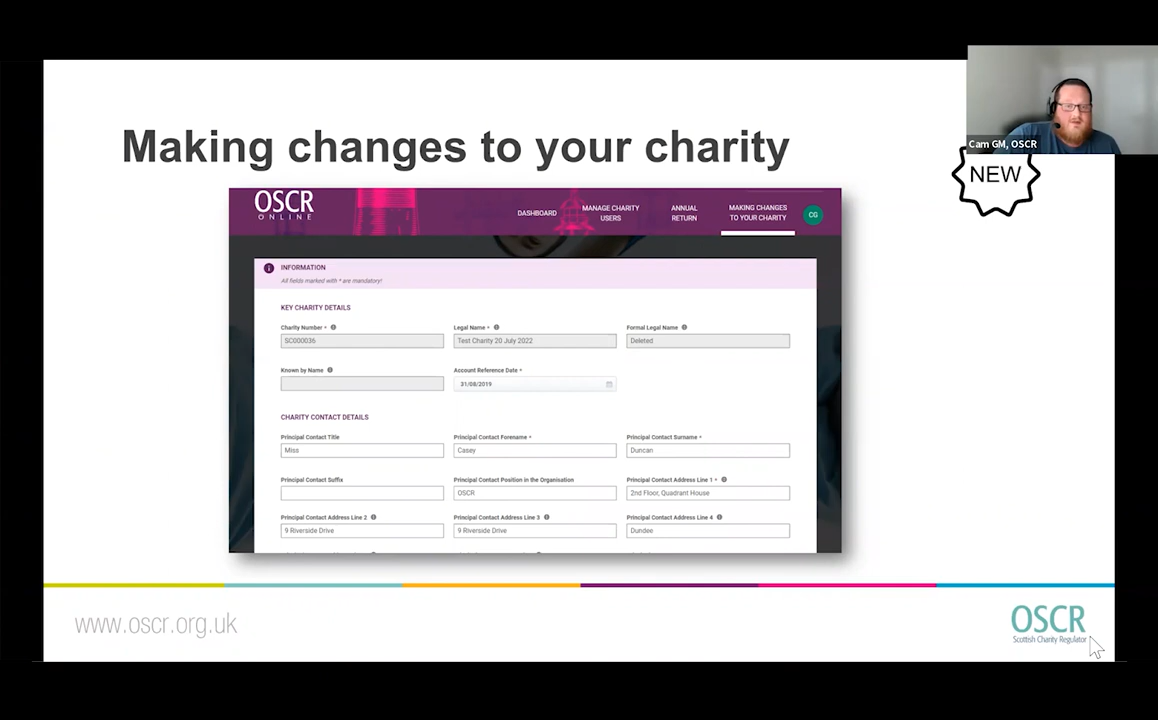 Making changes to your charity
Cam GM, OSCR
NEW
OSCR
ONLINE
DASHBOARD
MANAGE CHARITY
USERS
ANNUAL
RETURN
MAKING CHANGES
TO YOUR CHARITY
CG
INFORMATION
All fields marked with * are mandatory!
KEY CHARITY DETAILS
Charity Number *
Legal Name *
Formal Legal Name
SC000036
Test Charity 20 July 2022
Deleted
Known by Name
Account Reference Date *
31/08/2019
CHARITY CONTACT DETAILS
Principal Contact Title
Principal Contact Forename *
Principal Contact Surname *
Miss
Casey
Duncan
Principal Contact Suffix
Principal Contact Position in the Organisation
Principal Contact Address Line 1 *
OSCR
2nd Floor, Quadrant House
Principal Contact Address Line 2
Principal Contact Address Line 3
Principal Contact Address Line 4
9 Riverside Drive
9 Riverside Drive
Dundee
www.oscr.org.uk
OSCR
Scottish Charity Regulator